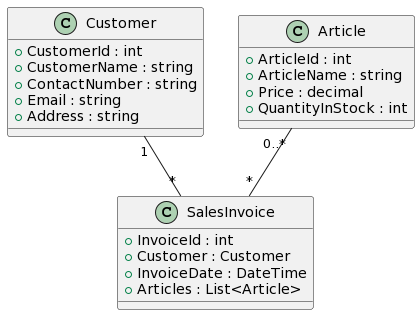 C Customer
CustomerId : int
CustomerName : string
ContactNumber : string
Email : string
Address : string
C Article
ArticleId : int
ArticleName : string
Price : decimal
QuantityInStock : int
1
*
0..*
*
C SalesInvoice
InvoiceId : int
Customer : Customer
InvoiceDate : DateTime
Articles : List<Article>